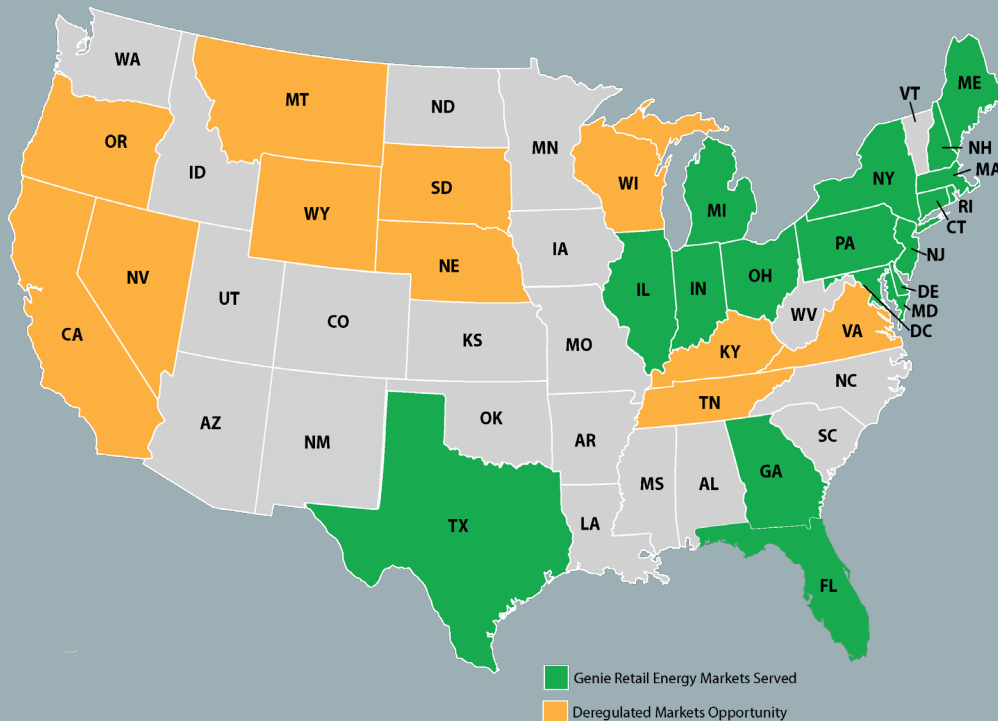 WA
MT
ND
MN
VT
ME
OR
ID
NH
MA
SD
WI
NY
WY
MI
RI
CT
NE
IA
PA
NJ
NV
UT
IL
IN
OH
DE
MD
CA
CO
KS
MO
WV
VA
DC
KY
AZ
NM
OK
AR
TN
NC
SC
MS
AL
GA
TX
LA
FL
Genie Retail Energy Markets Served
Deregulated Markets Opportunity